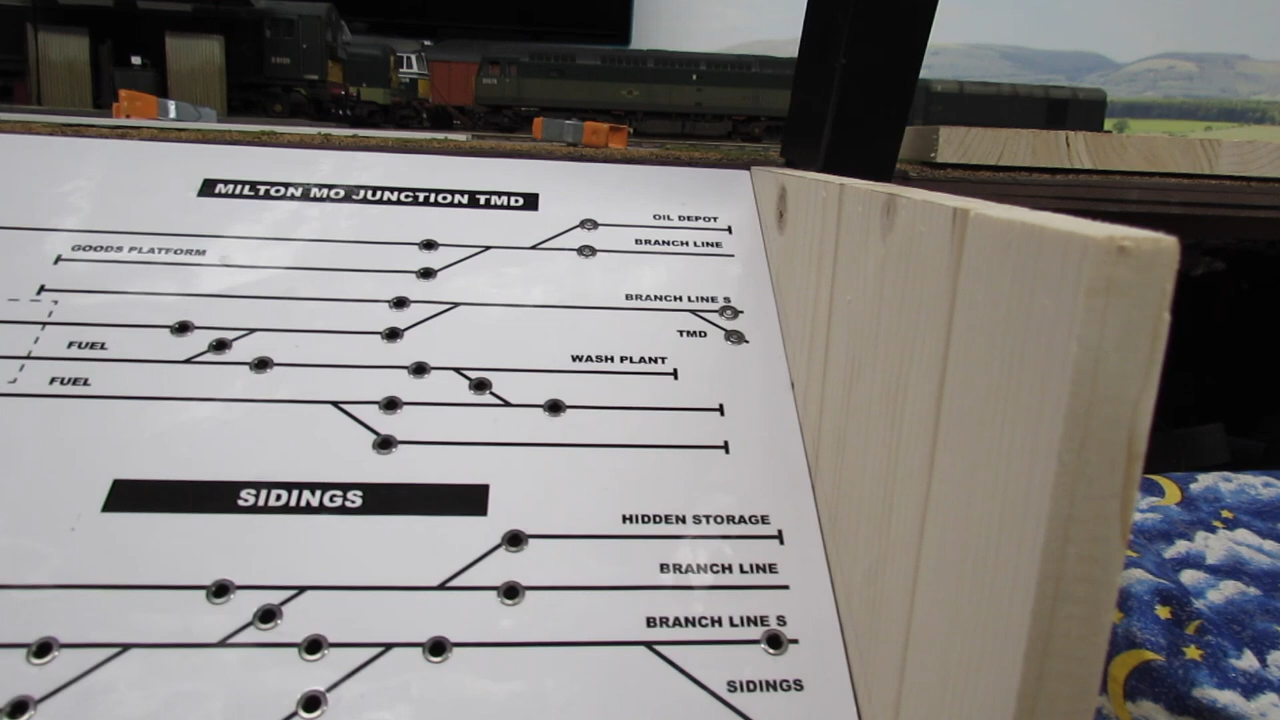 MILTON MO JUNCTION TMD
OIL DEPOT
BRANCH LINE
GOODS PLATFORM
BRANCH LINE S
TMD
FUEL
WASH PLANT
FUEL
SIDINGS
HIDDEN STORAGE
BRANCH LINE
BRANCH LINE S
SIDINGS